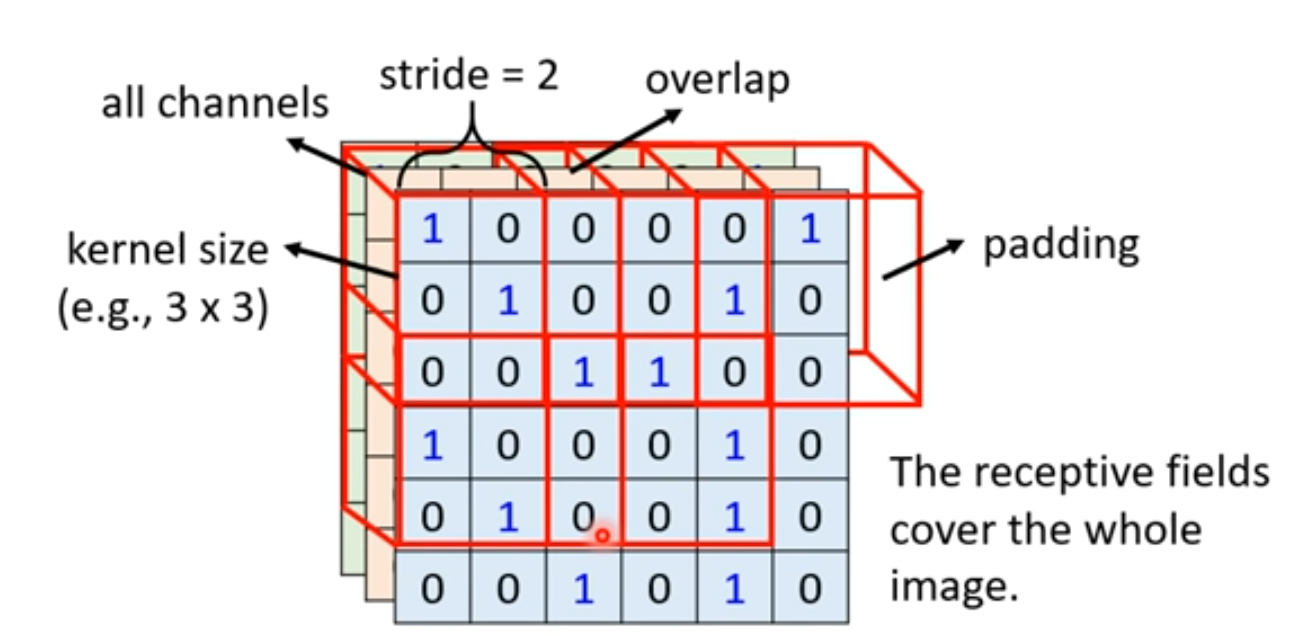 stride = 2
overlap
all channels
kernel size
(e.g., 3 x 3)
padding
1 0 0 0 0 1
0 1 0 0 1 0
0 0 1 1 0 0
1 0 0 0 1 0
0 1 0 0 1 0
0 0 1 0 1 0
The receptive fields
cover the whole
image.